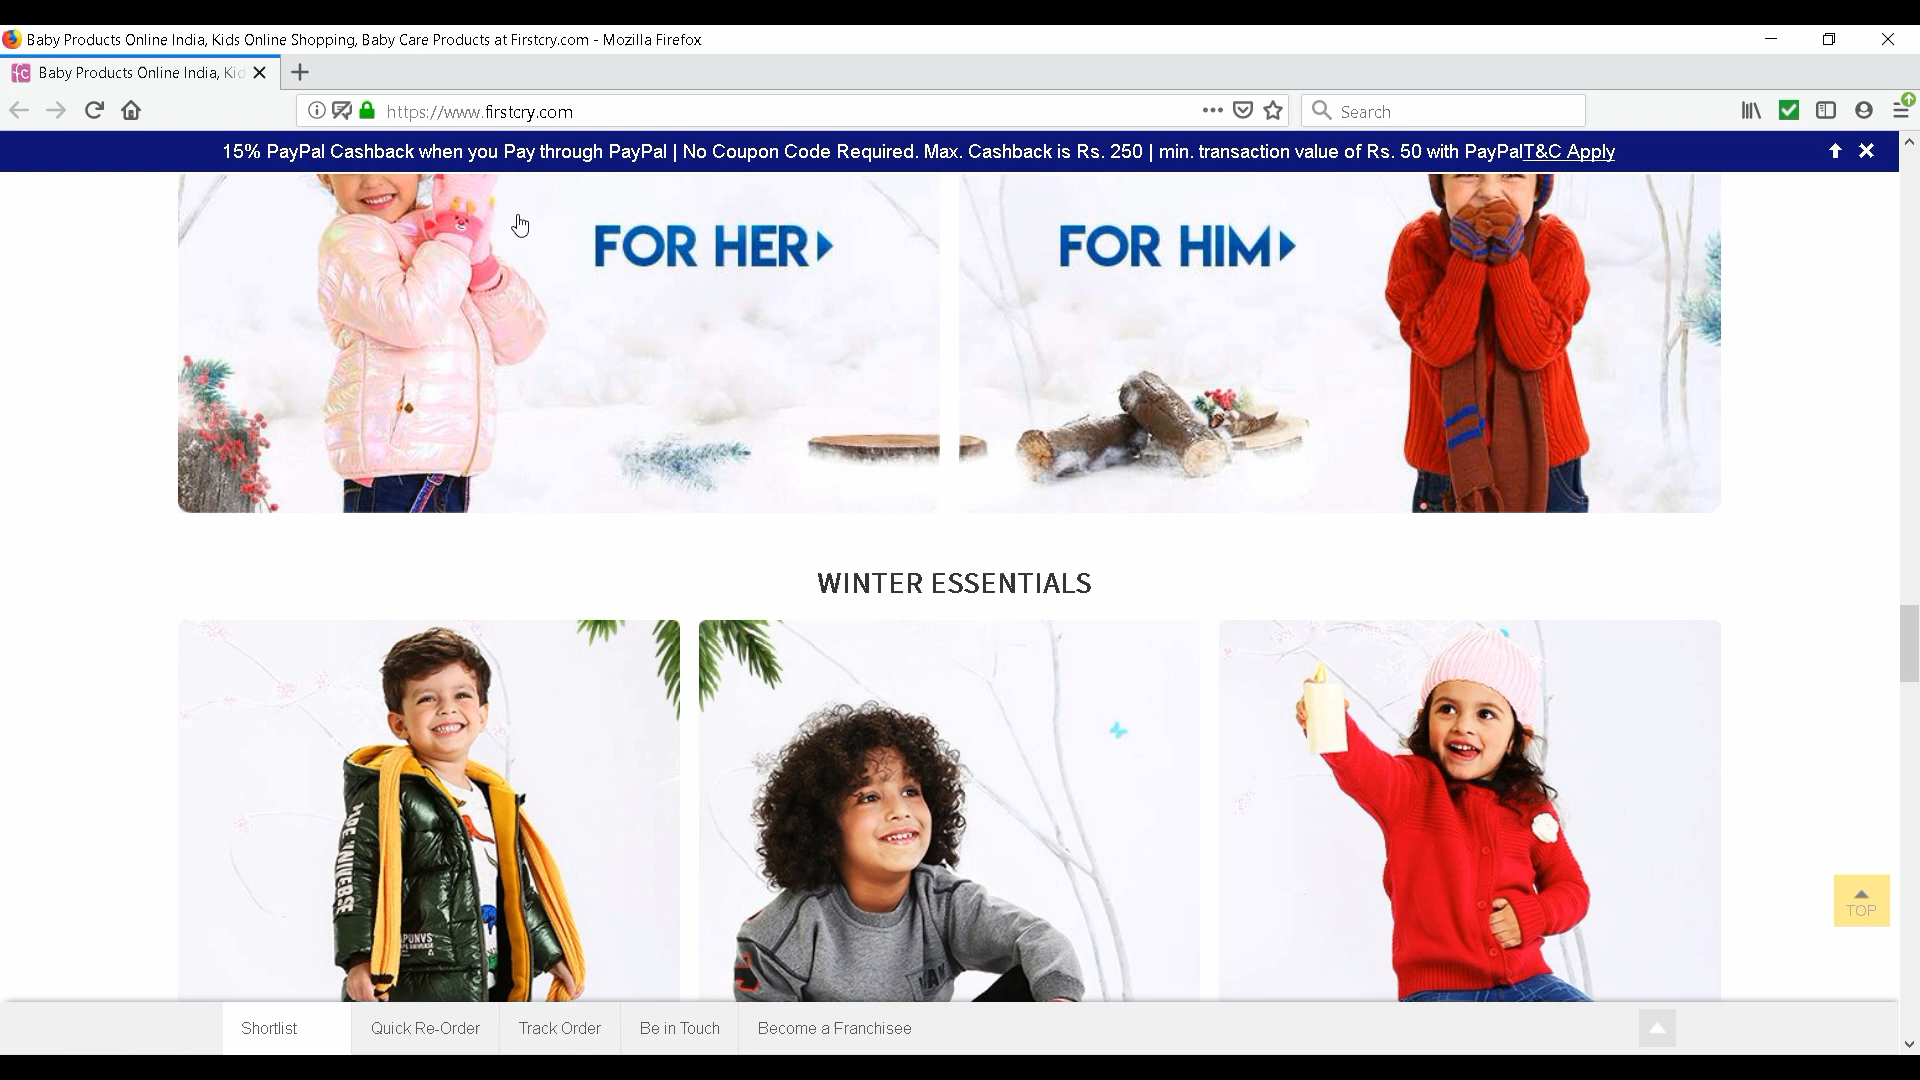 Baby Products Online India, Kids Online Shopping, Baby Care Products at Firstcry.com - Mozilla Firefox
fc Baby Products Online India, Kid
https://www.firstcry.com
Search
15% PayPal Cashback when you Pay through PayPal | No Coupon Code Required. Max. Cashback is Rs. 250 | min. transaction value of Rs. 50 with PayPalT&C Apply
FOR HER
FOR HIM
WINTER ESSENTIALS
TOP
Shortlist
Quick Re-Order
Track Order
Be in Touch
Become a Franchisee